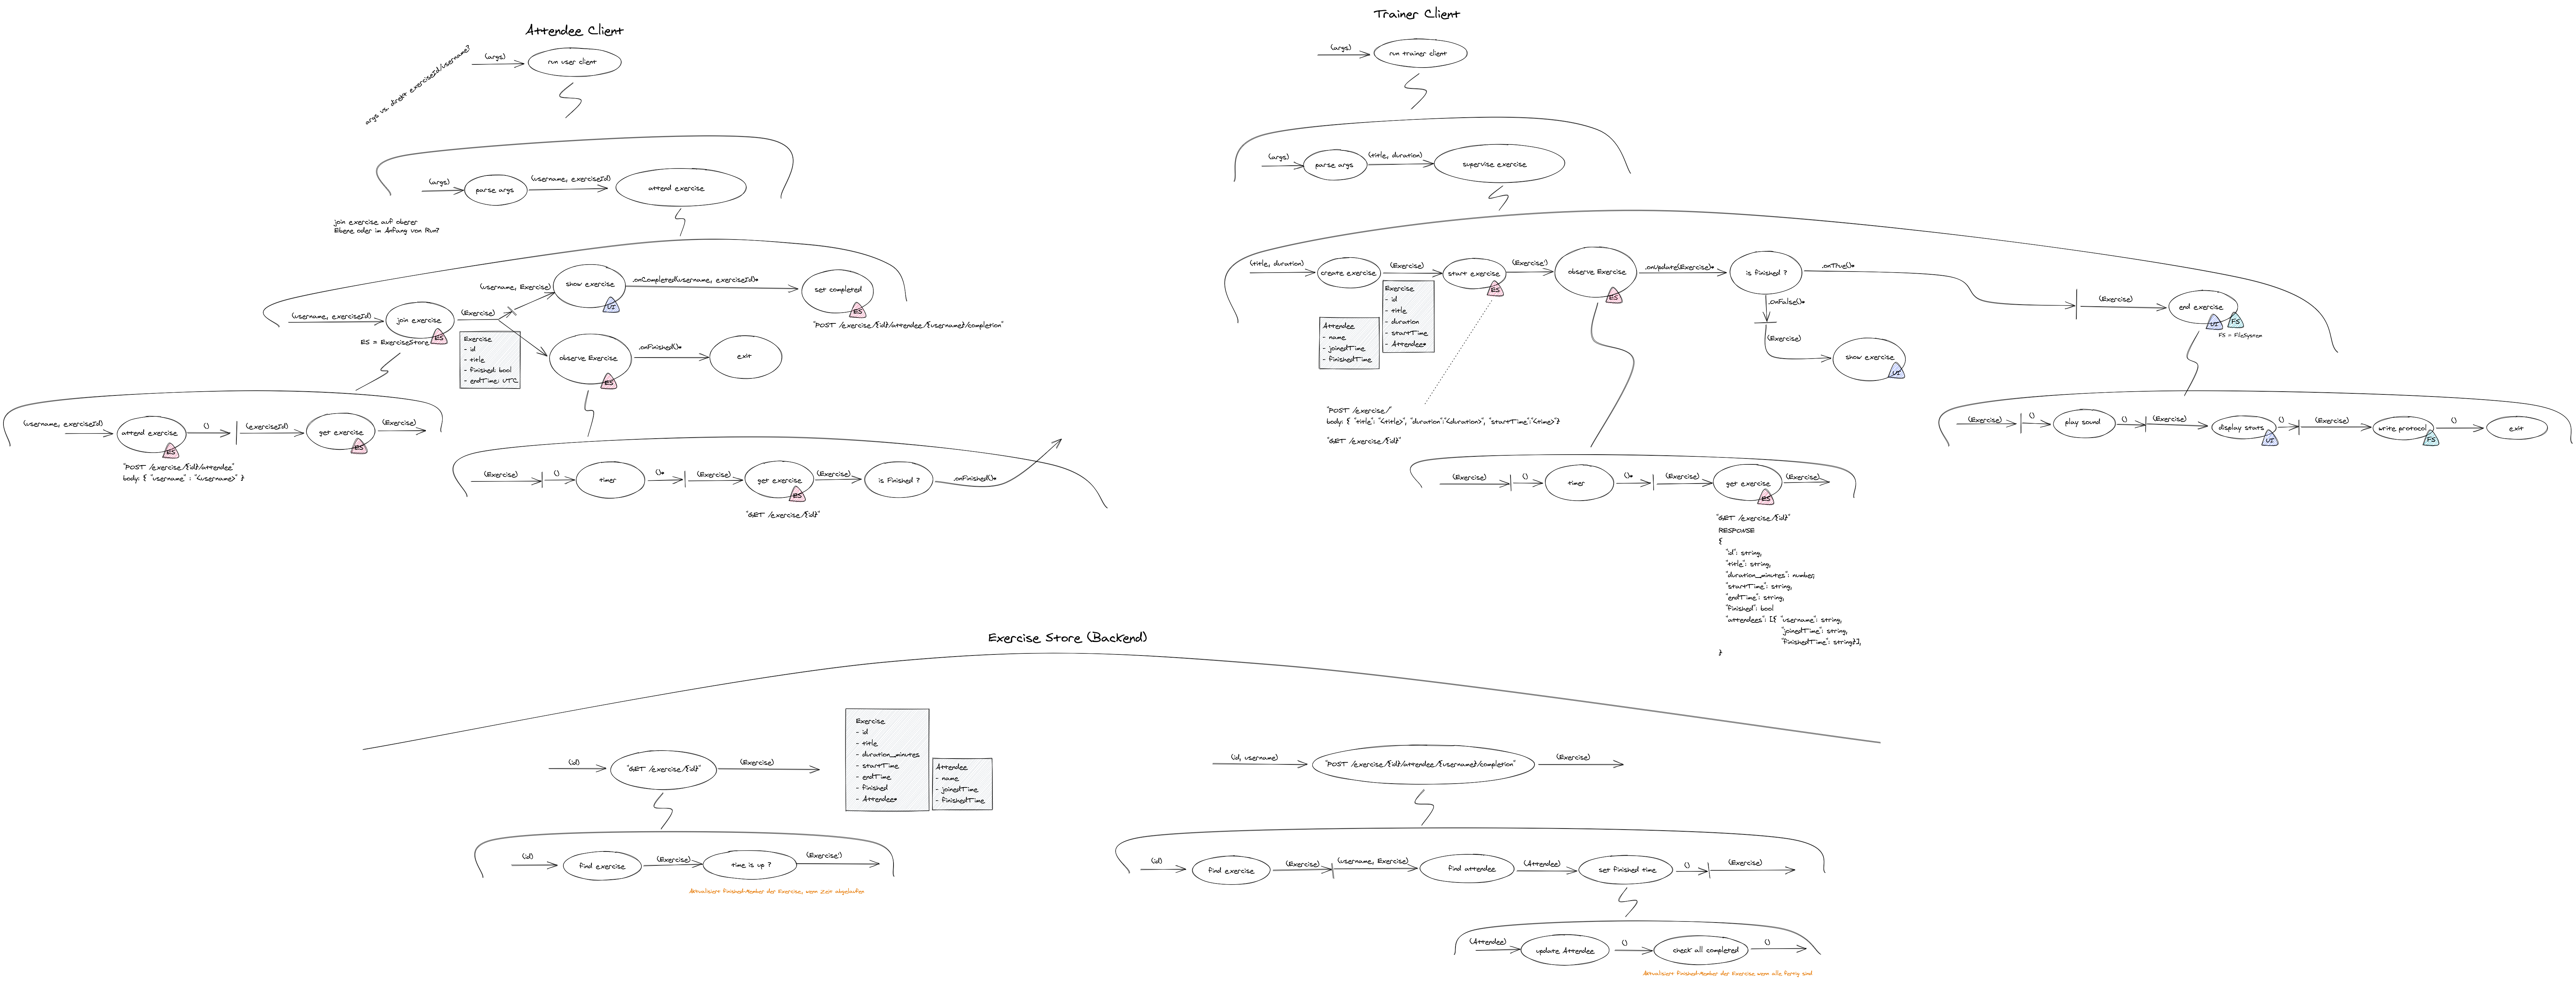 Attendee Client
args vs. direkt exerciseId/username?
(args)
run user client
(args)
parse args
(username, exerciseId)
attend exercise
join exercise auf oberer
Ebene oder im Anfang von Run?
(username, exerciseId)
join exercise
ES
ES = ExerciseStore
(Exercise)
(username, Exercise)
show exercise
UI
.onCompleted(username, exerciseId)*
set completed
ES
"POST /exercise/{id}/attendee/{username}/completion"
Exercise
- id
- title
- finished: bool
- endTime: UTC
observe Exercise
ES
.onFinished()*
exit
(username, exerciseId)
attend exercise
ES
()
(exerciseId)
get exercise
ES
(Exercise)
"POST /exercise/{id}/attendee"
body: { "username" : "<username>" }
(Exercise)
()
timer
()*
(Exercise)
get exercise
ES
(Exercise)
is Finished ?
.onFinished()*
"GET /exercise/{id}"
Trainer Client
(args)
run trainer client
(args)
parse args
(title, duration)
supervise exercise
(title, duration)
create exercise
(Exercise)
start exercise
ES
(Exercise')
observe Exercise
ES
.onUpdate(Exercise)*
is finished ?
.onTrue()*
(Exercise)
end exercise
UI
FS
FS = FileSystem
.onFalse()*
(Exercise)
show exercise
UI
Exercise
- id
- title
- duration
- startTime
- Attendee*
Attendee
- name
- joinedTime
- finishedTime
"POST /exercise/"
body: { "title": "<title>", "duration":"<duration>", "startTime":"<time>"}
"GET /exercise/{id}"
(Exercise)
()
timer
()*
(Exercise)
get exercise
ES
(Exercise)
"GET /exercise/{id}"
RESPONSE
{
"id": string,
"title": string,
"duration_minutes": number,
"startTime": string,
"endTime": string,
"finished": bool
"attendees": [{ "username": string,
"joinedTime": string,
"finishedTime": string}],
}
(Exercise)
()
play sound
()
(Exercise)
display stats
UI
()
(Exercise)
write protocol
FS
()
exit
Exercise Store (Backend)
(id)
"GET /exercise/{id}"
(Exercise)
Exercise
- id
- title
- duration_minutes
- startTime
- endTime
- finished
- Attendee*
Attendee
- name
- joinedTime
- finishedTime
(id)
find exercise
(Exercise)
time is up ?
(Exercise')
Aktualisiert Finished-Member der Exercise, wenn Zeit abgelaufen
(id, username)
"POST /exercise/{id}/attendee/{username}/completion"
(Exercise)
(id)
find exercise
(Exercise)
(username, Exercise)
find attendee
(Attendee)
set finished time
()
(Exercise)
(Attendee)
update Attendee
()
check all completed
()
Aktualisiert Finished-Member der Exercise wenn alle fertig sind